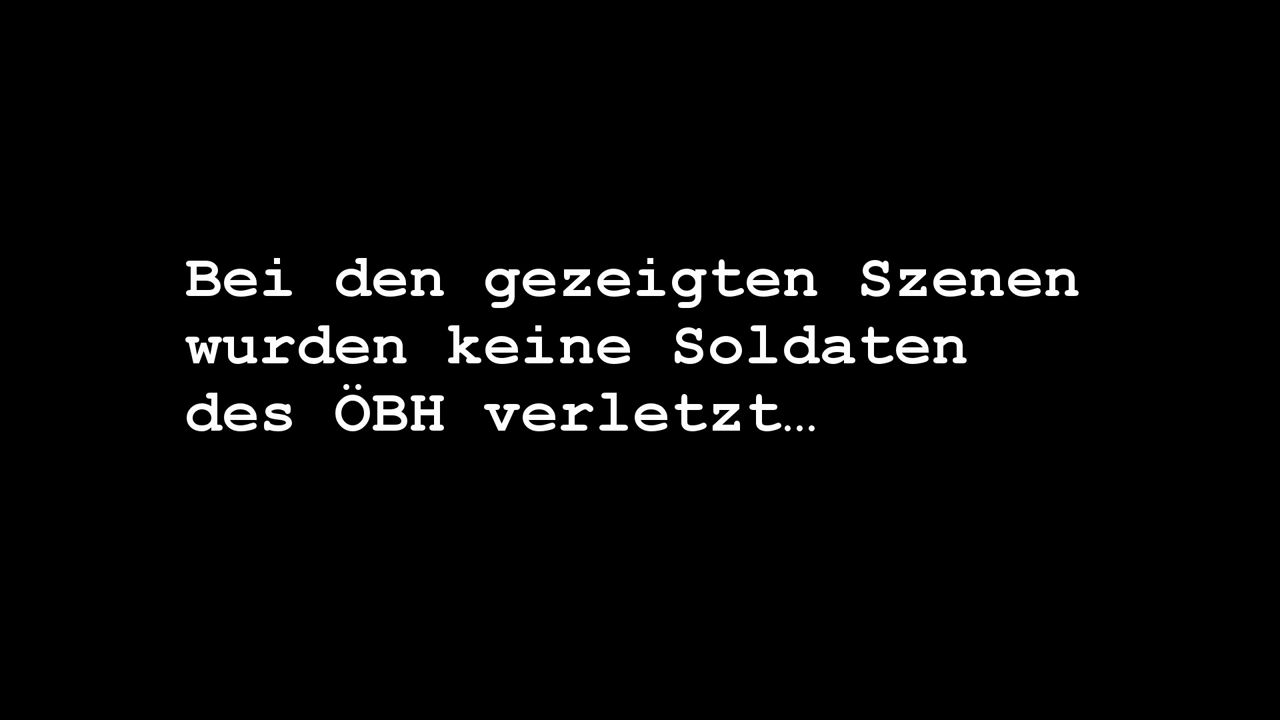 Bei den gezeigten Szenen
wurden keine Soldaten
des ÖBH verletzt…